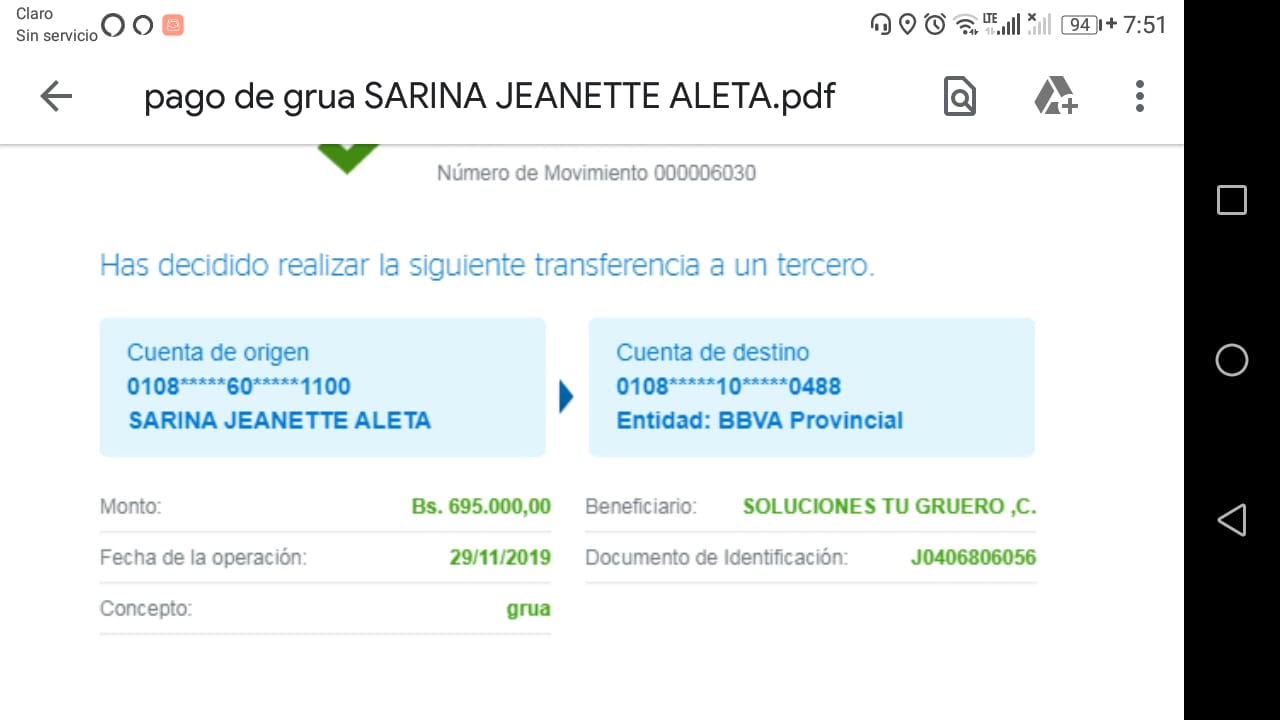 Claro
Sin servicio
LTE
94
7:51
pago de grua SARINA JEANETTE ALETA.pdf
Número de Movimiento 000006030
Has decidido realizar la siguiente transferencia a un tercero.
Cuenta de origen
0108*****60*****1100
SARINA JEANETTE ALETA
Cuenta de destino
0108*****10*****0488
Entidad: BBVA Provincial
Monto: Bs. 695.000,00
Fecha de la operación: 29/11/2019
Concepto: grua
Beneficiario: SOLUCIONES TU GRUERO ,C.
Documento de Identificación: J0406806056